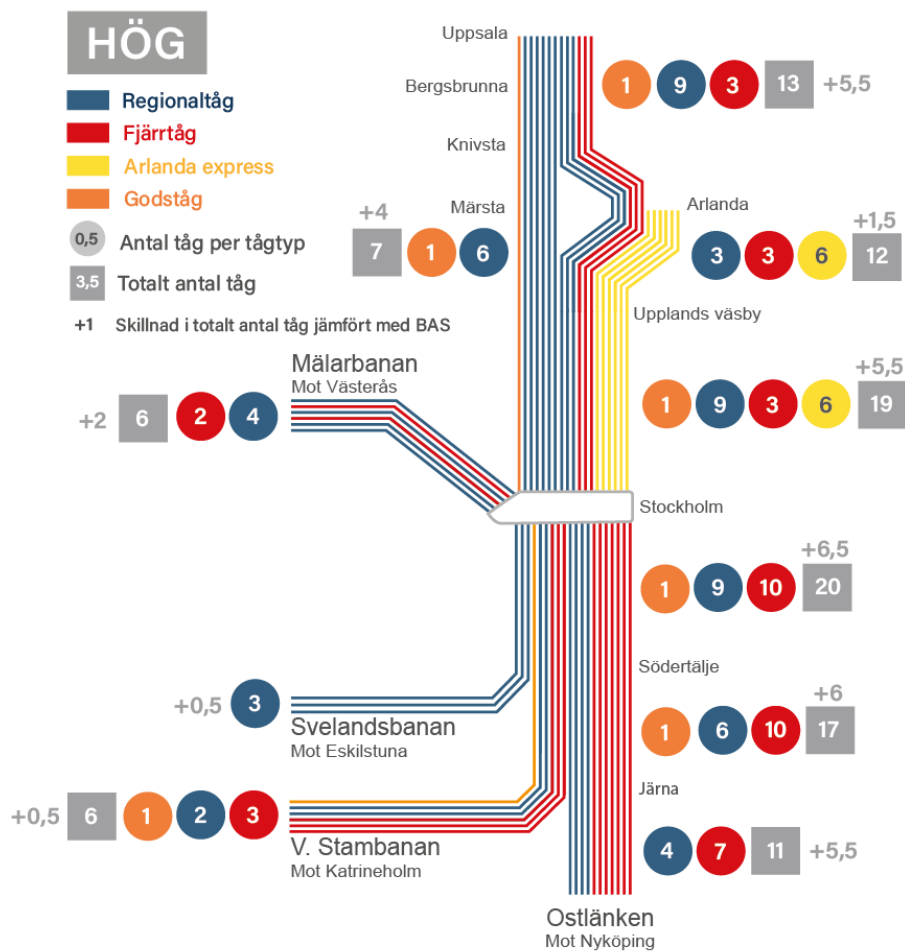 HÖG
Regionaltåg
Fjärrtåg
Arlanda express
Godståg
0,5 Antal tåg per tågtyp
3,5 Totalt antal tåg
+1 Skillnad i totalt antal tåg jämfört med BAS
Uppsala
Bergsbrunna
1 9 3 13 +5,5
Knivsta
Märsta
+4
7 1 6
Arlanda
+1,5
3 3 6 12
Upplands väsby
Mälarbanan
Mot Västerås
+2 6 2 4
+5,5
1 9 3 6 19
Stockholm
+6,5
1 9 10 20
Södertälje
+0,5 3
Svelandsbanan
Mot Eskilstuna
+6
1 6 10 17
Järna
+0,5 6 1 2 3
V. Stambanan
Mot Katrineholm
4 7 11 +5,5
Ostlänken
Mot Nyköping